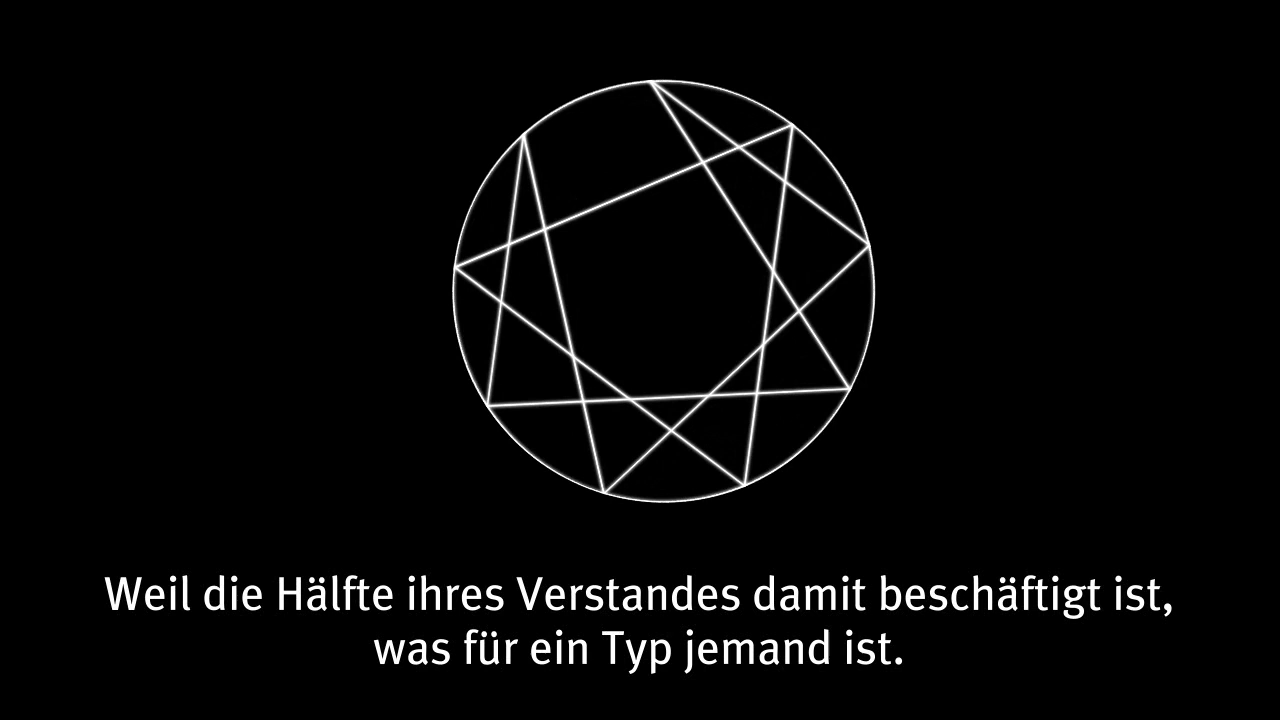 Weil die Hälfte ihres Verstandes damit beschäftigt ist,
was für ein Typ jemand ist.